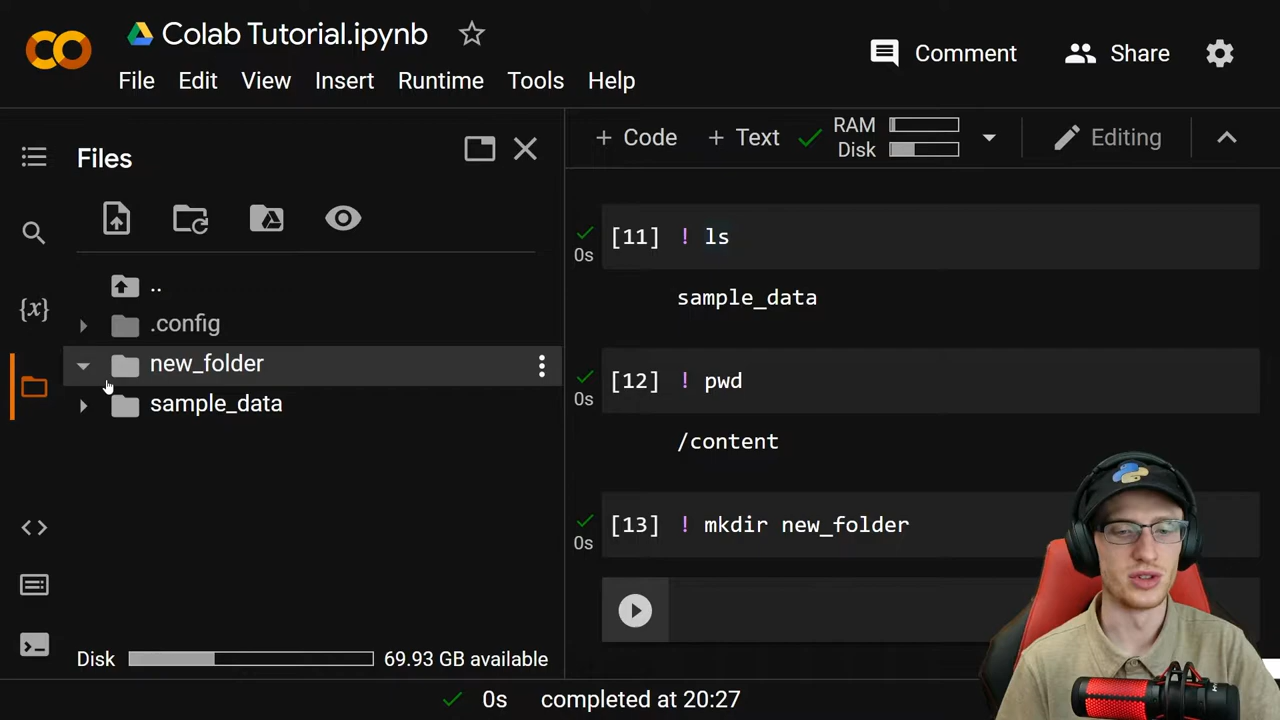 Colab Tutorial.ipynb
File Edit View Insert Runtime Tools Help
Comment Share
Files
+ Code + Text RAM Disk Editing
..
.config
new_folder
sample_data
{x}
[11] ! ls
0s
sample_data
[12] ! pwd
0s
/content
[13] ! mkdir new_folder
0s
Disk 69.93 GB available
0s completed at 20:27